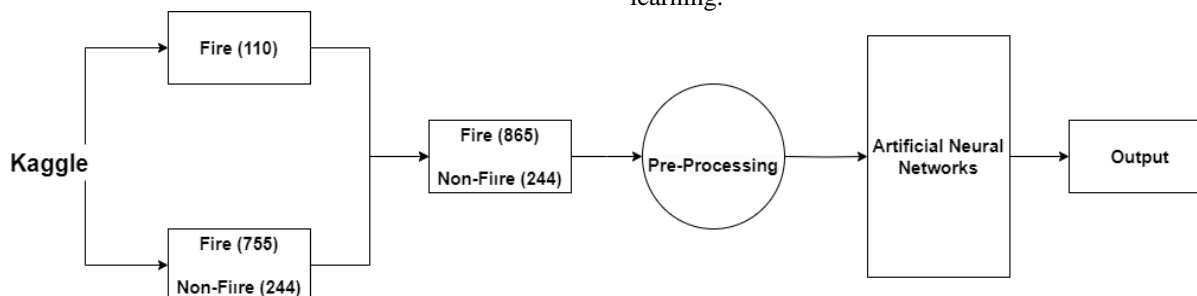 learning.
Fire (110)
Kaggle
Fire (755)
Non-Fiire (244)
Fire (865)
Non-Fiire (244)
Pre-Processing
Artificial Neural
Networks
Output